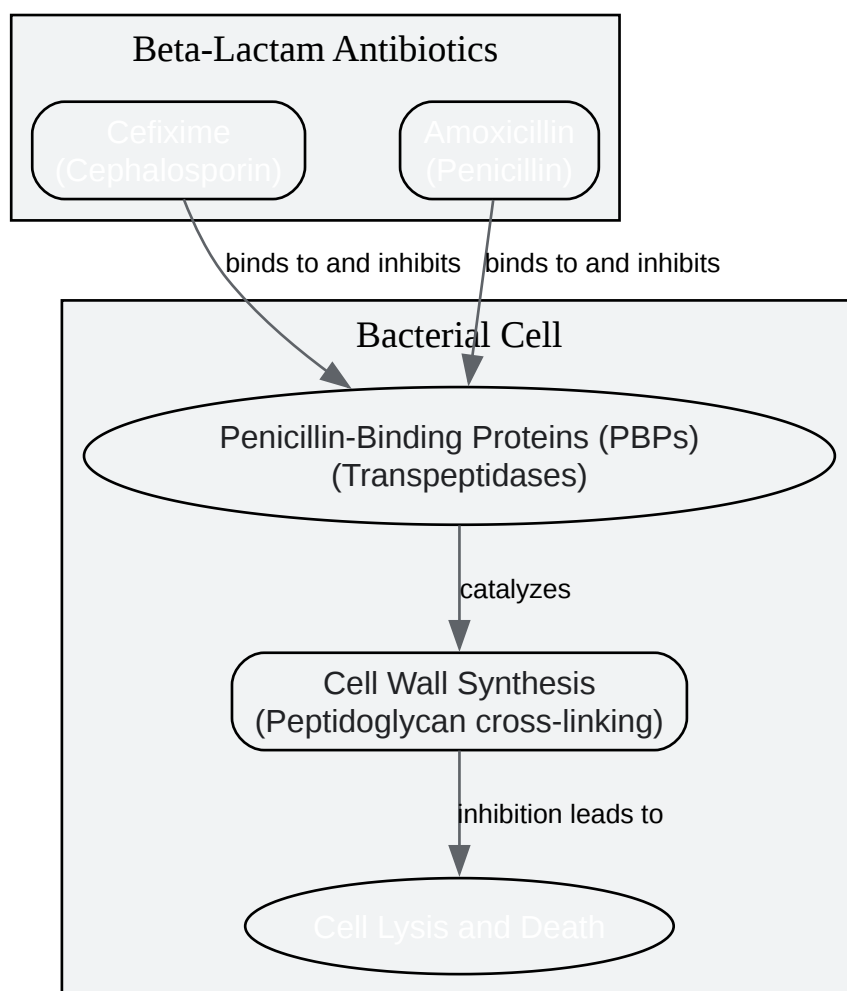 Beta-Lactam Antibiotics
Cefixime
(Cephalosporin)
Amoxicillin
(Penicillin)
binds to and inhibits
binds to and inhibits
Bacterial Cell
Penicillin-Binding Proteins (PBPs)
(Transpeptidases)
catalyzes
Cell Wall Synthesis
(Peptidoglycan cross-linking)
inhibition leads to
Cell Lysis and Death